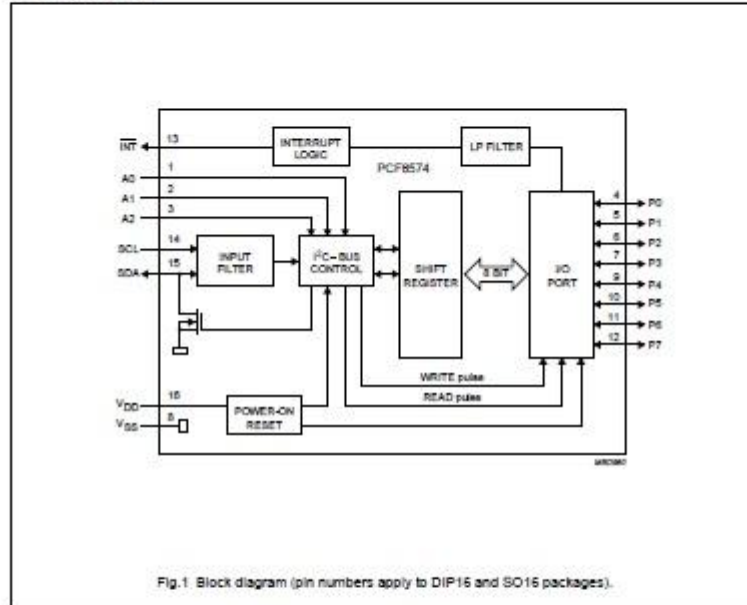 INT
13
INTERRUPT
LOGIC
LP FILTER
PCF8574
A0
1
A1
2
A2
3
SCL
14
SDA
15
INPUT
FILTER
I²C–BUS
CONTROL
SHIFT
REGISTER
8 BIT
I/O
PORT
4
P0
5
P1
6
P2
7
P3
9
P4
10
P5
11
P6
12
P7
WRITE pulse
READ pulse
VDD
16
VSS
8
POWER-ON
RESET
Fig.1 Block diagram (pin numbers apply to DIP16 and SO16 packages).